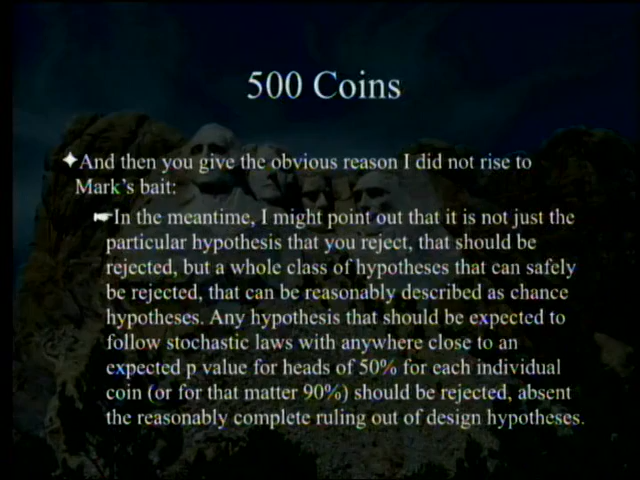 500 Coins
And then you give the obvious reason I did not rise to
Mark's bait:
In the meantime, I might point out that it is not just the
particular hypothesis that you reject, that should be
rejected, but a whole class of hypotheses that can safely
be rejected, that can be reasonably described as chance
hypotheses. Any hypothesis that should be expected to
follow stochastic laws with anywhere close to an
expected p value for heads of 50% for each individual
coin (or for that matter 90%) should be rejected, absent
the reasonably complete ruling out of design hypotheses.